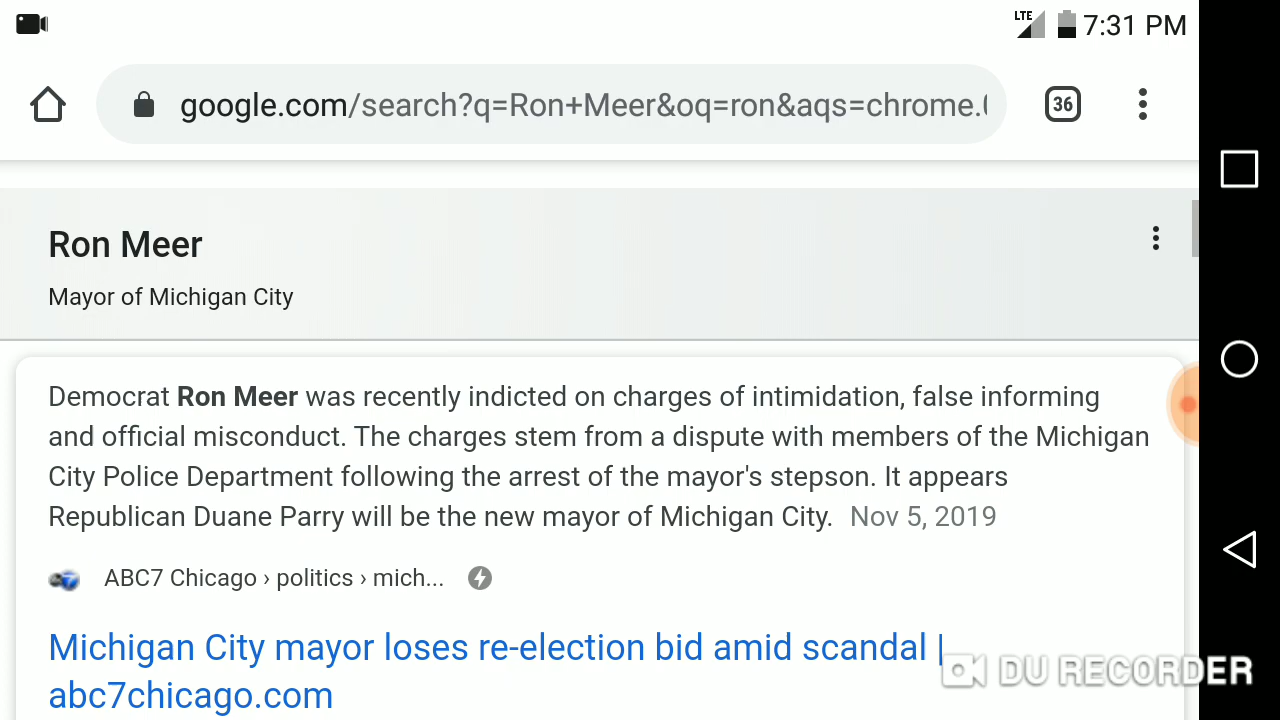 LTE 7:31 PM
google.com/search?q=Ron+Meer&oq=ron&aqs=chrome.
36
Ron Meer
Mayor of Michigan City
Democrat Ron Meer was recently indicted on charges of intimidation, false informing
and official misconduct. The charges stem from a dispute with members of the Michigan
City Police Department following the arrest of the mayor's stepson. It appears
Republican Duane Parry will be the new mayor of Michigan City. Nov 5, 2019
ABC7 Chicago › politics › mich...
Michigan City mayor loses re-election bid amid scandal |
abc7chicago.com
DU RECORDER